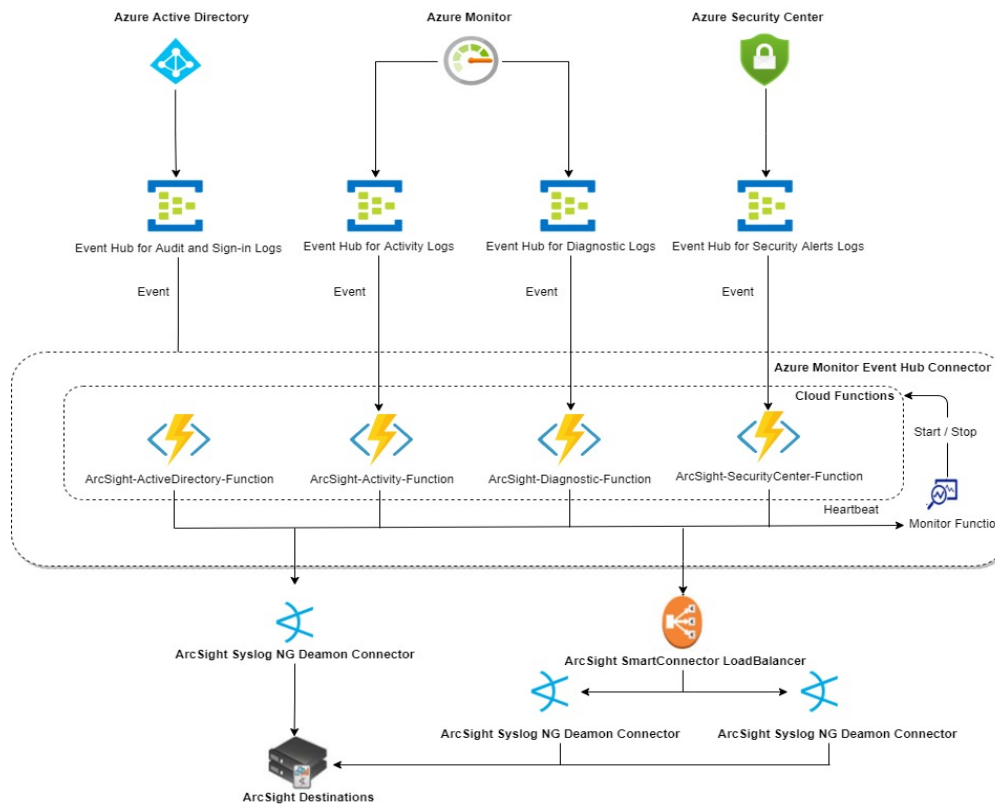 Azure Active Directory
Azure Monitor
Azure Security Center
Event Hub for Audit and Sign-in Logs
Event Hub for Activity Logs
Event Hub for Diagnostic Logs
Event Hub for Security Alerts Logs
Event
Event
Event
Event
Azure Monitor Event Hub Connector
Cloud Functions
Start / Stop
ArcSight-ActiveDirectory-Function
ArcSight-Activity-Function
ArcSight-Diagnostic-Function
ArcSight-SecurityCenter-Function
Heartbeat
Monitor Functio
ArcSight Syslog NG Deamon Connector
ArcSight SmartConnector LoadBalancer
ArcSight Syslog NG Deamon Connector
ArcSight Syslog NG Deamon Connector
ArcSight Destinations